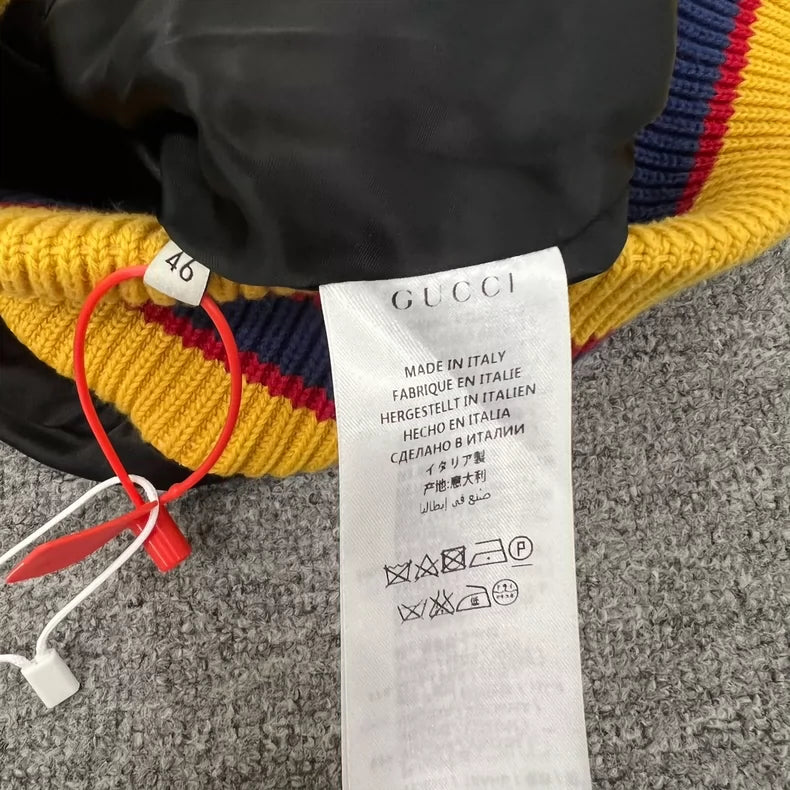 46
GUCCI
MADE IN ITALY
FABRIQUE EN ITALIE
HERGESTELLT IN ITALIEN
HECHO EN ITALIA
СДЕЛАНО В ИТАЛИИ
イタリア製
产地:意大利
صنع في إيطاليا
P
低